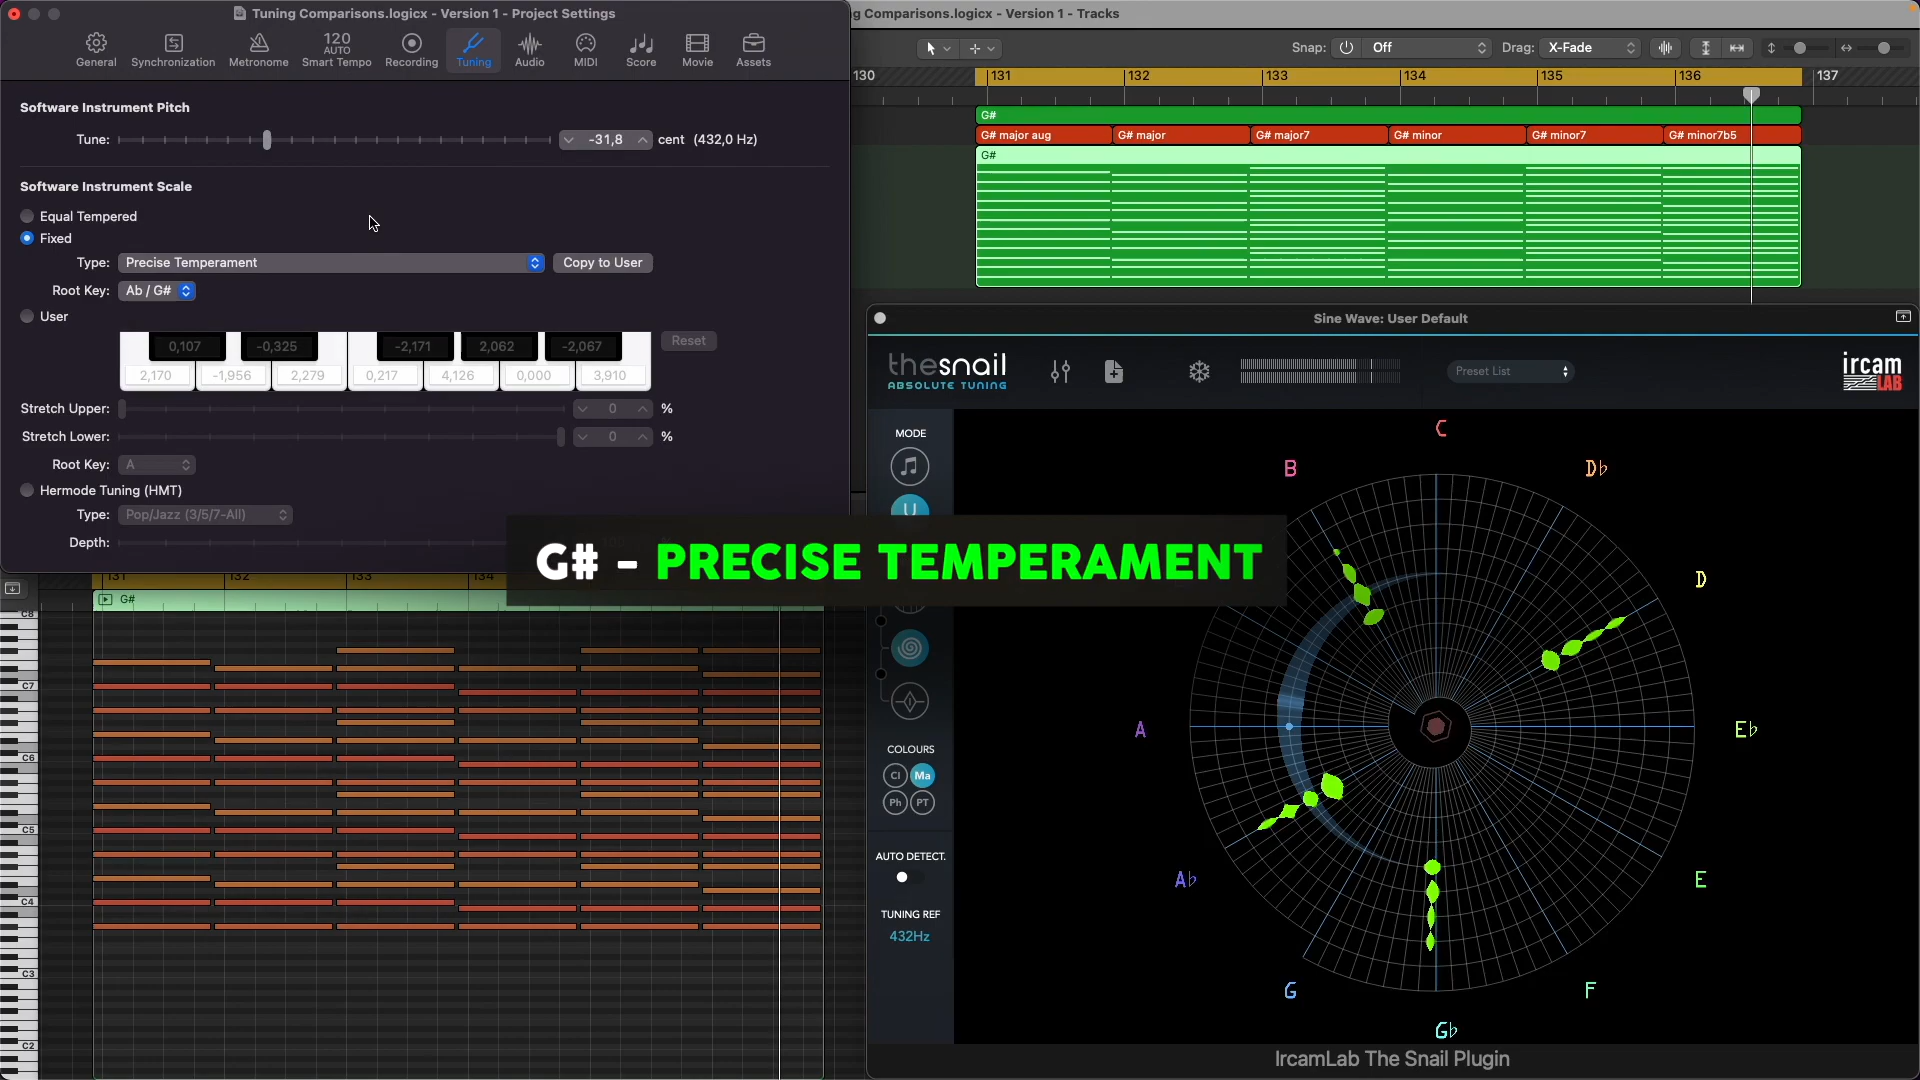 Tuning Comparisons.logicx - Version 1 - Project Settings
g Comparisons.logicx - Version 1 - Tracks
120
AUTO
General
Synchronization
Metronome
Smart Tempo
Recording
Tuning
Audio
MIDI
Score
Movie
Assets
Snap:
Off
Drag:
X-Fade
130
131
132
133
134
135
136
137
Software Instrument Pitch
Tune:
-31,8
cent (432,0 Hz)
G#
G# major aug
G# major
G# major7
G# minor
G# minor7
G# minor7b5
G#
Software Instrument Scale
Equal Tempered
Fixed
Type:
Precise Temperament
Copy to User
Root Key:
Ab / G#
User
0,107
-0,325
-2,171
2,062
-2,067
Reset
2,170
-1,956
2,279
0,217
4,126
0,000
3,910
Stretch Upper:
0
%
Stretch Lower:
0
%
Root Key:
A
Hermode Tuning (HMT)
Type:
Pop/Jazz (3/5/7-All)
Depth:
G# - PRECISE TEMPERAMENT
131
132
133
134
G#
C8
C7
C6
C5
C4
C3
C2
Sine Wave: User Default
thesnail
ABSOLUTE TUNING
Preset List
ircam
LAB
MODE
U
COLOURS
Cl
Ma
Ph
PT
AUTO DETECT.
TUNING REF
432Hz
C
B
D♭
D
A
E♭
A♭
E
G
F
G♭
IrcamLab The Snail Plugin